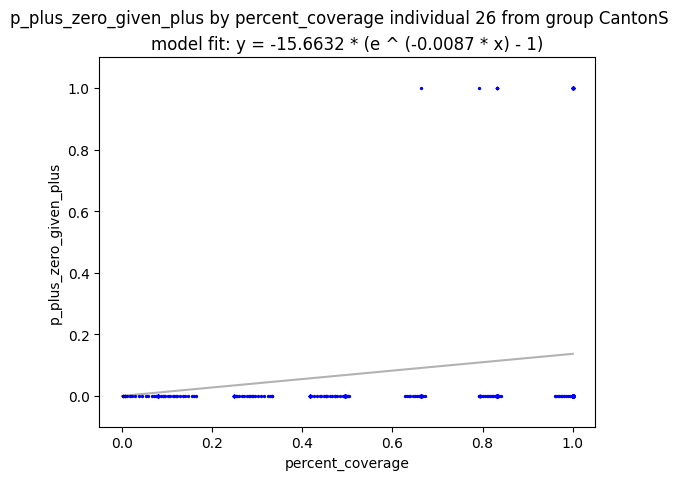 p_plus_zero_given_plus by percent_coverage individual 26 from group CantonS
model fit: y = -15.6632 * (e ^ (-0.0087 * x) - 1)
1.0
0.8
0.6
0.4
0.2
0.0
p_plus_zero_given_plus
0.0 0.2 0.4 0.6 0.8 1.0
percent_coverage